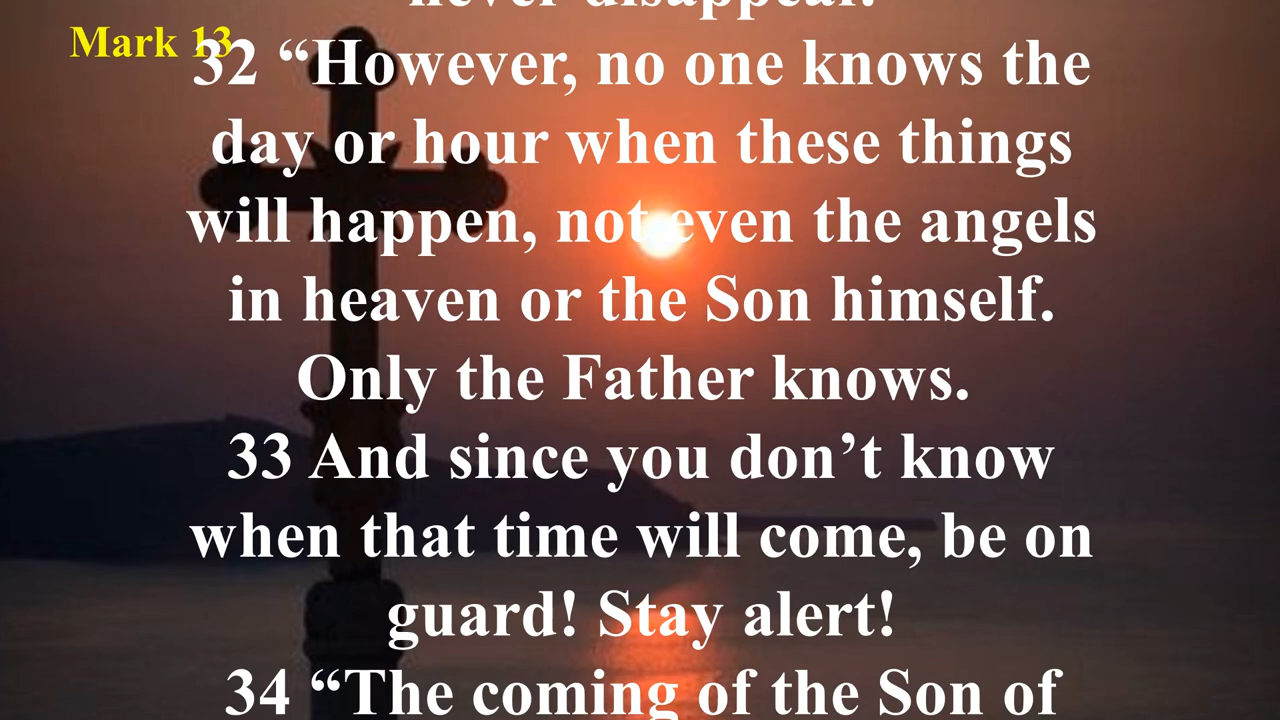 never disappear.
Mark 13
32 “However, no one knows the
day or hour when these things
will happen, not even the angels
in heaven or the Son himself.
Only the Father knows.
33 And since you don’t know
when that time will come, be on
guard! Stay alert!
34 “The coming of the Son of